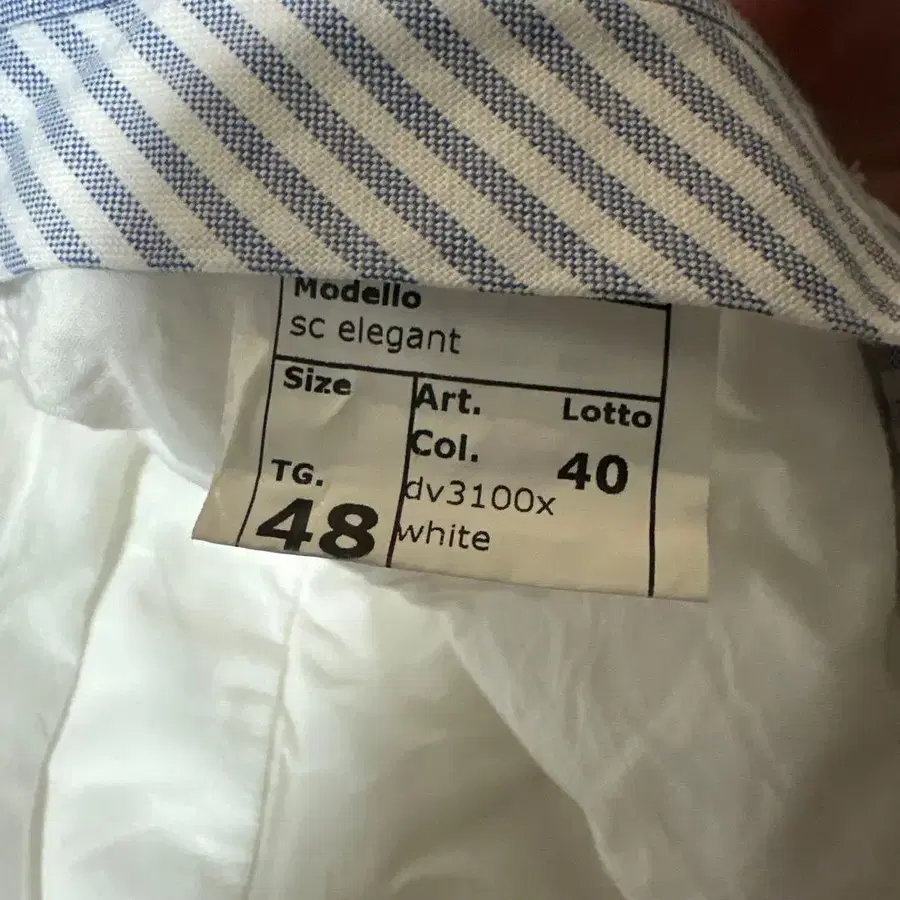 Modello
sc elegant
Size
TG.
48
Art.
Col.
dv3100x
white
Lotto
40